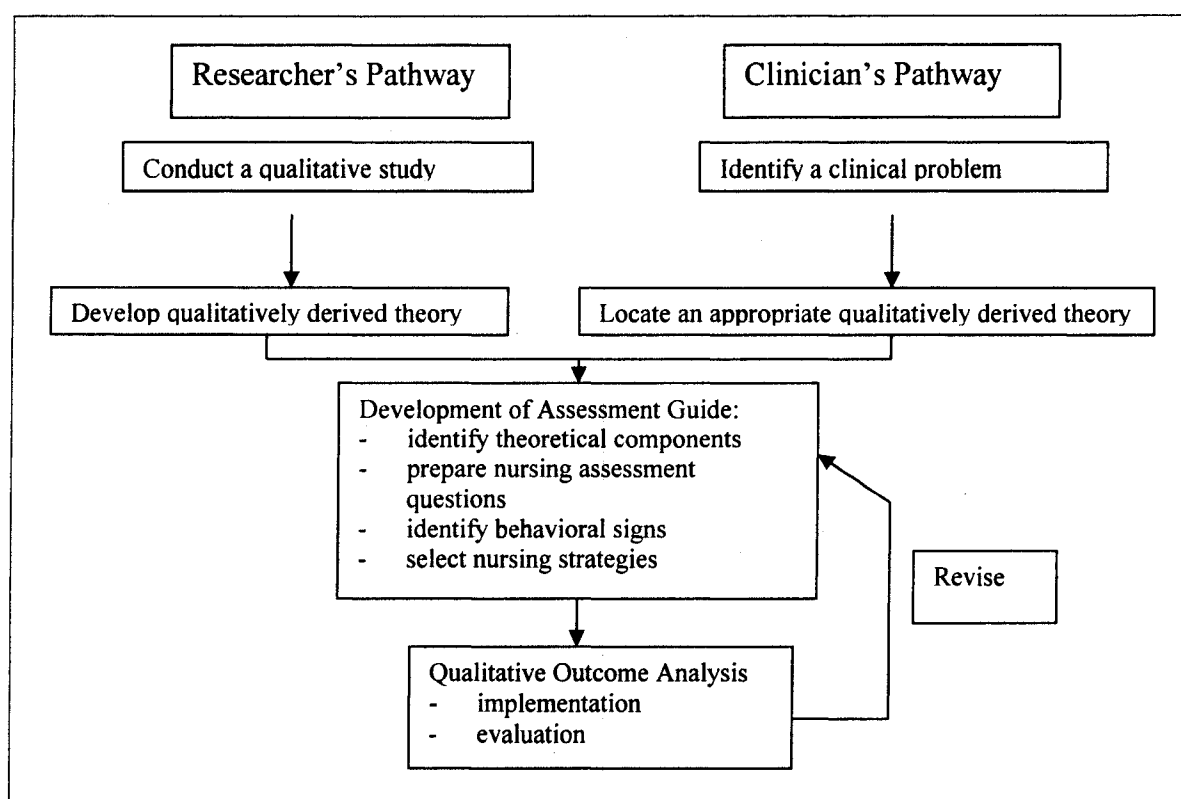 Researcher's Pathway
Clinician's Pathway
Conduct a qualitative study
Identify a clinical problem
Develop qualitatively derived theory
Locate an appropriate qualitatively derived theory
Development of Assessment Guide:
- identify theoretical components
- prepare nursing assessment
questions
- identify behavioral signs
- select nursing strategies
Revise
Qualitative Outcome Analysis
- implementation
- evaluation